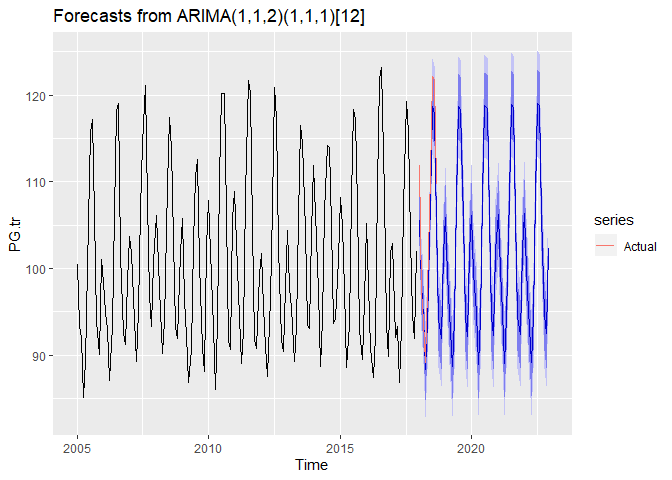 Forecasts from ARIMA(1,1,2)(1,1,1)[12]
120
110
100
90
PG.tr
2005
2010
2015
2020
Time
series
Actual